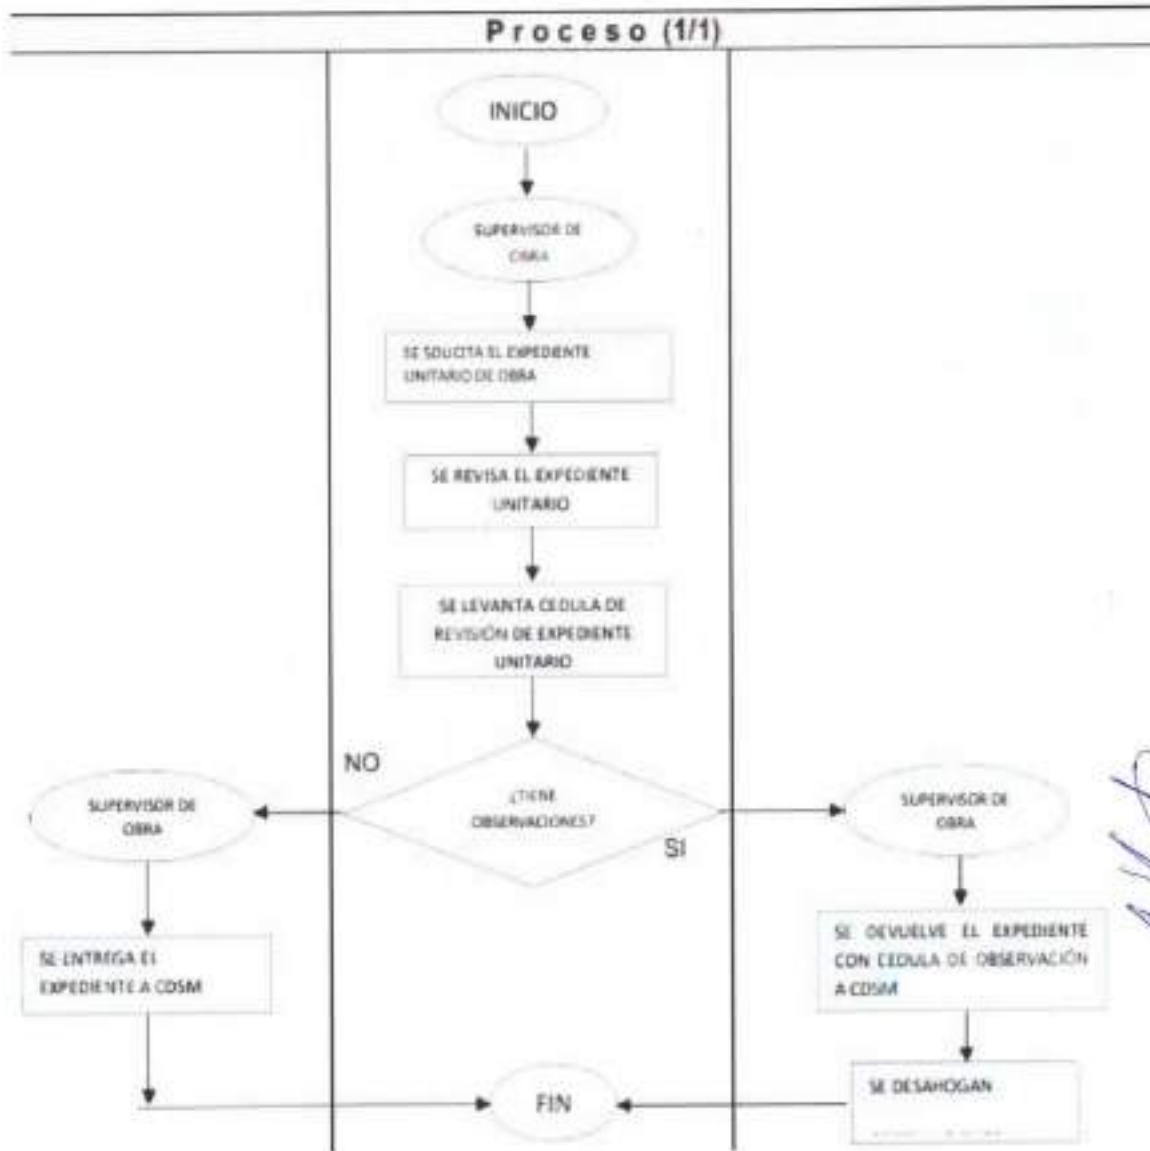 Proceso (1/1)
INICIO
SUPERVISOR DE
OBRA
SE SOLICITA EL EXPEDIENTE
UNITARIO DE OBRA
SE REVISA EL EXPEDIENTE
UNITARIO
SE LEVANTA CEDULA DE
REVISIÓN DE EXPEDIENTE
UNITARIO
NO
¿TIENE
OBSERVACIONES?
SI
SUPERVISOR DE
OBRA
SE ENTREGA EL
EXPEDIENTE A CDSM
SUPERVISOR DE
OBRA
SE DEVUELVE EL EXPEDIENTE
CON CEDULA DE OBSERVACIÓN
A CDSM
SE DESAHOGAN
FIN